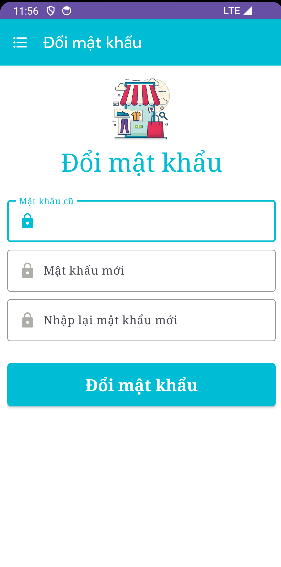 11:56 LTE
Đổi mật khẩu
Đổi mật khẩu
Mật khẩu cũ
Mật khẩu mới
Nhập lại mật khẩu mới
Đổi mật khẩu